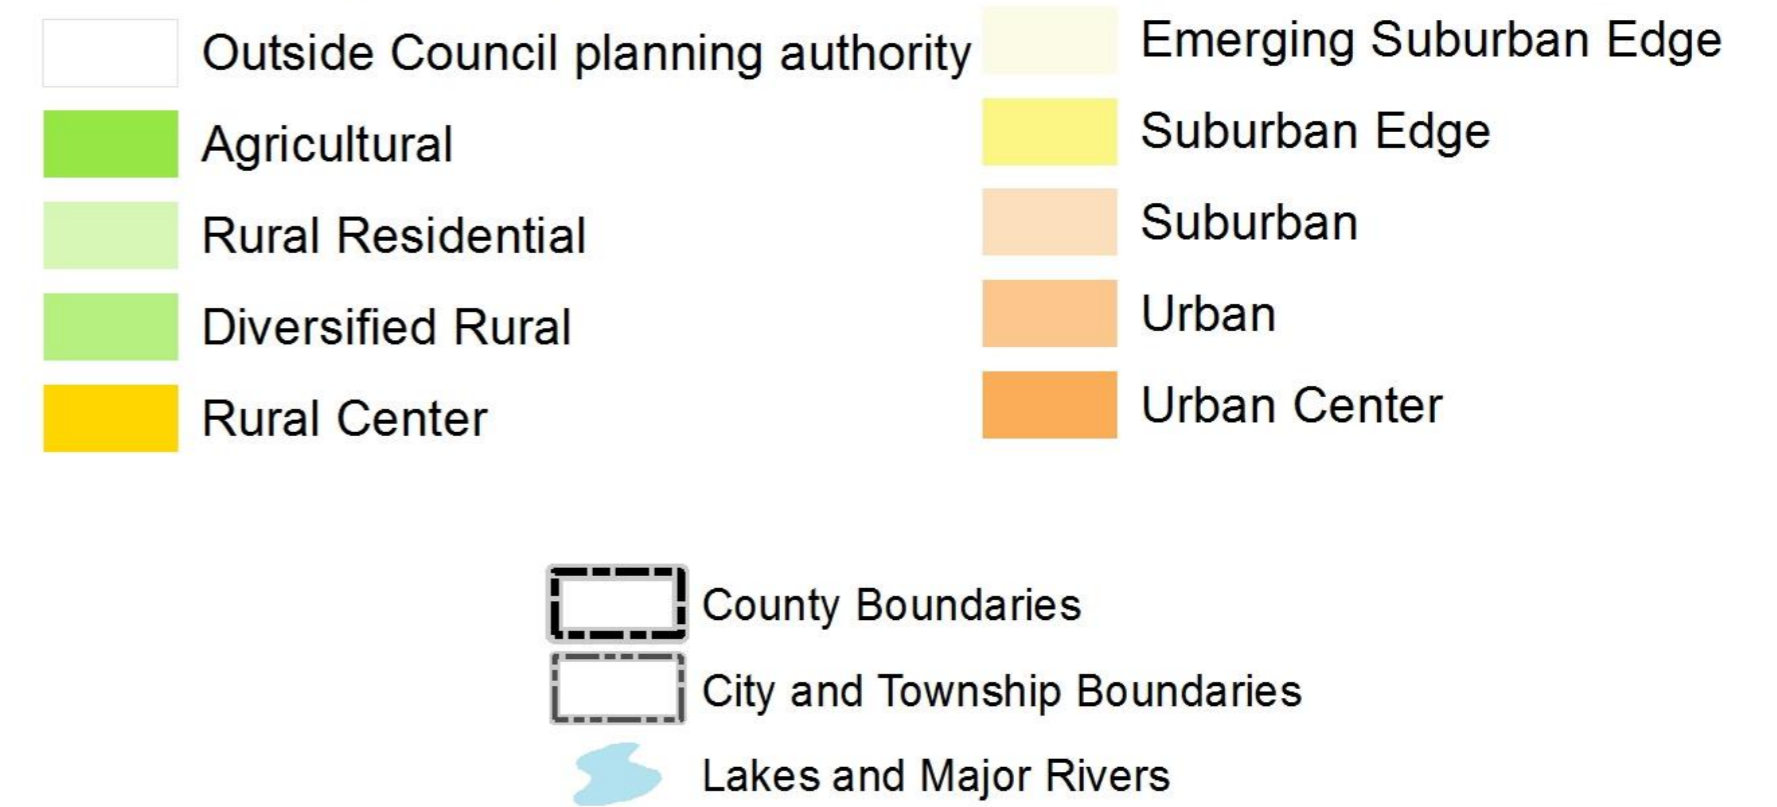 Outside Council planning authority
Agricultural
Rural Residential
Diversified Rural
Rural Center
Emerging Suburban Edge
Suburban Edge
Suburban
Urban
Urban Center
County Boundaries
City and Township Boundaries
Lakes and Major Rivers